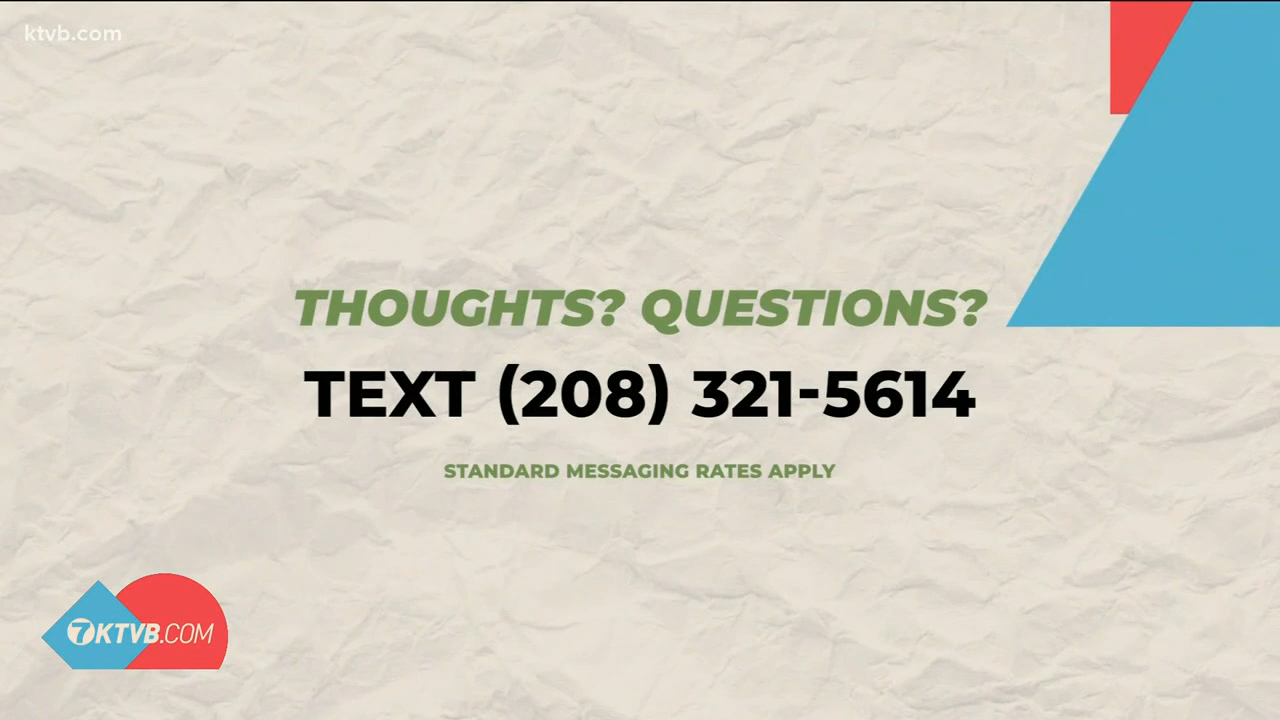 ktvb.com
THOUGHTS? QUESTIONS?
TEXT (208) 321-5614
STANDARD MESSAGING RATES APPLY
7KTVB.COM